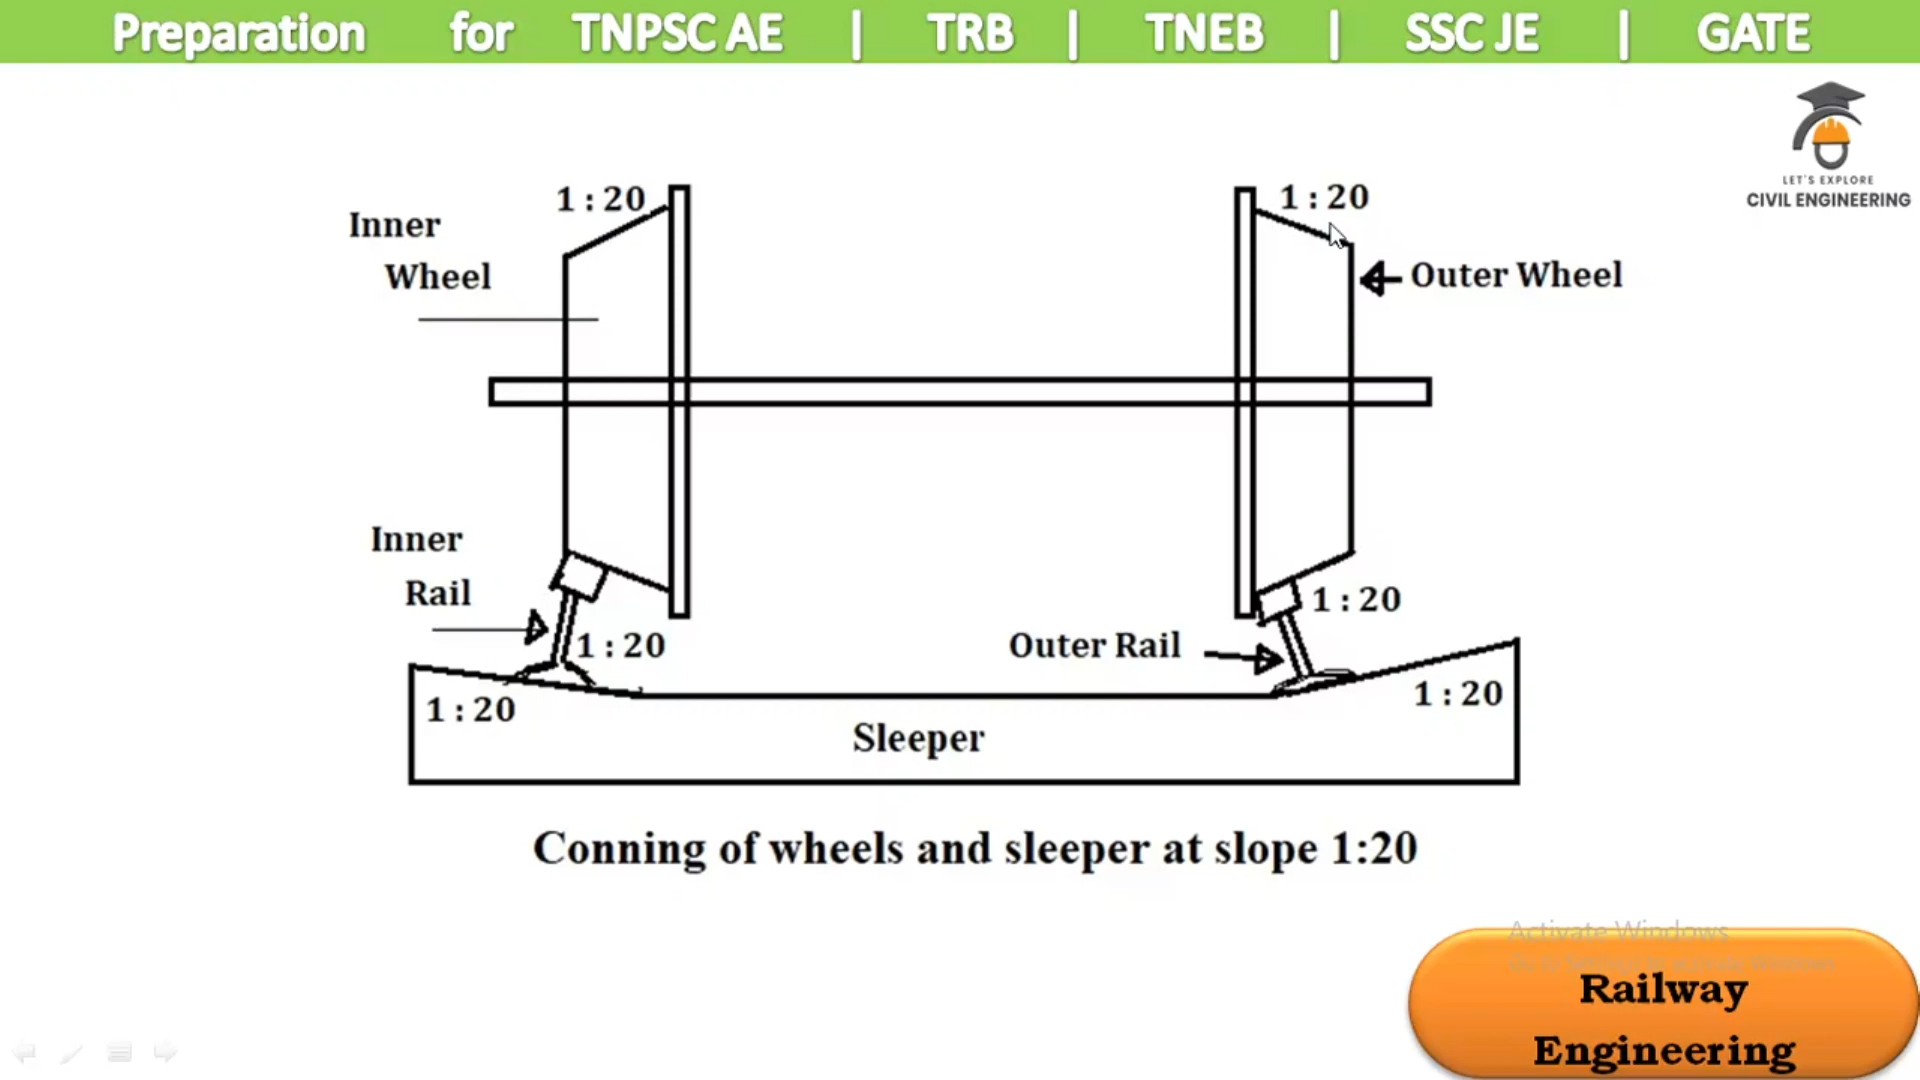 Preparation for TNPSC AE | TRB | TNEB | SSC JE | GATE
LET'S EXPLORE
CIVIL ENGINEERING
1:20
1:20
Inner
Wheel
Outer Wheel
Inner
Rail
1:20
1:20
Outer Rail
1:20
1:20
Sleeper
Conning of wheels and sleeper at slope 1:20
Activate Windows
Railway
Engineering